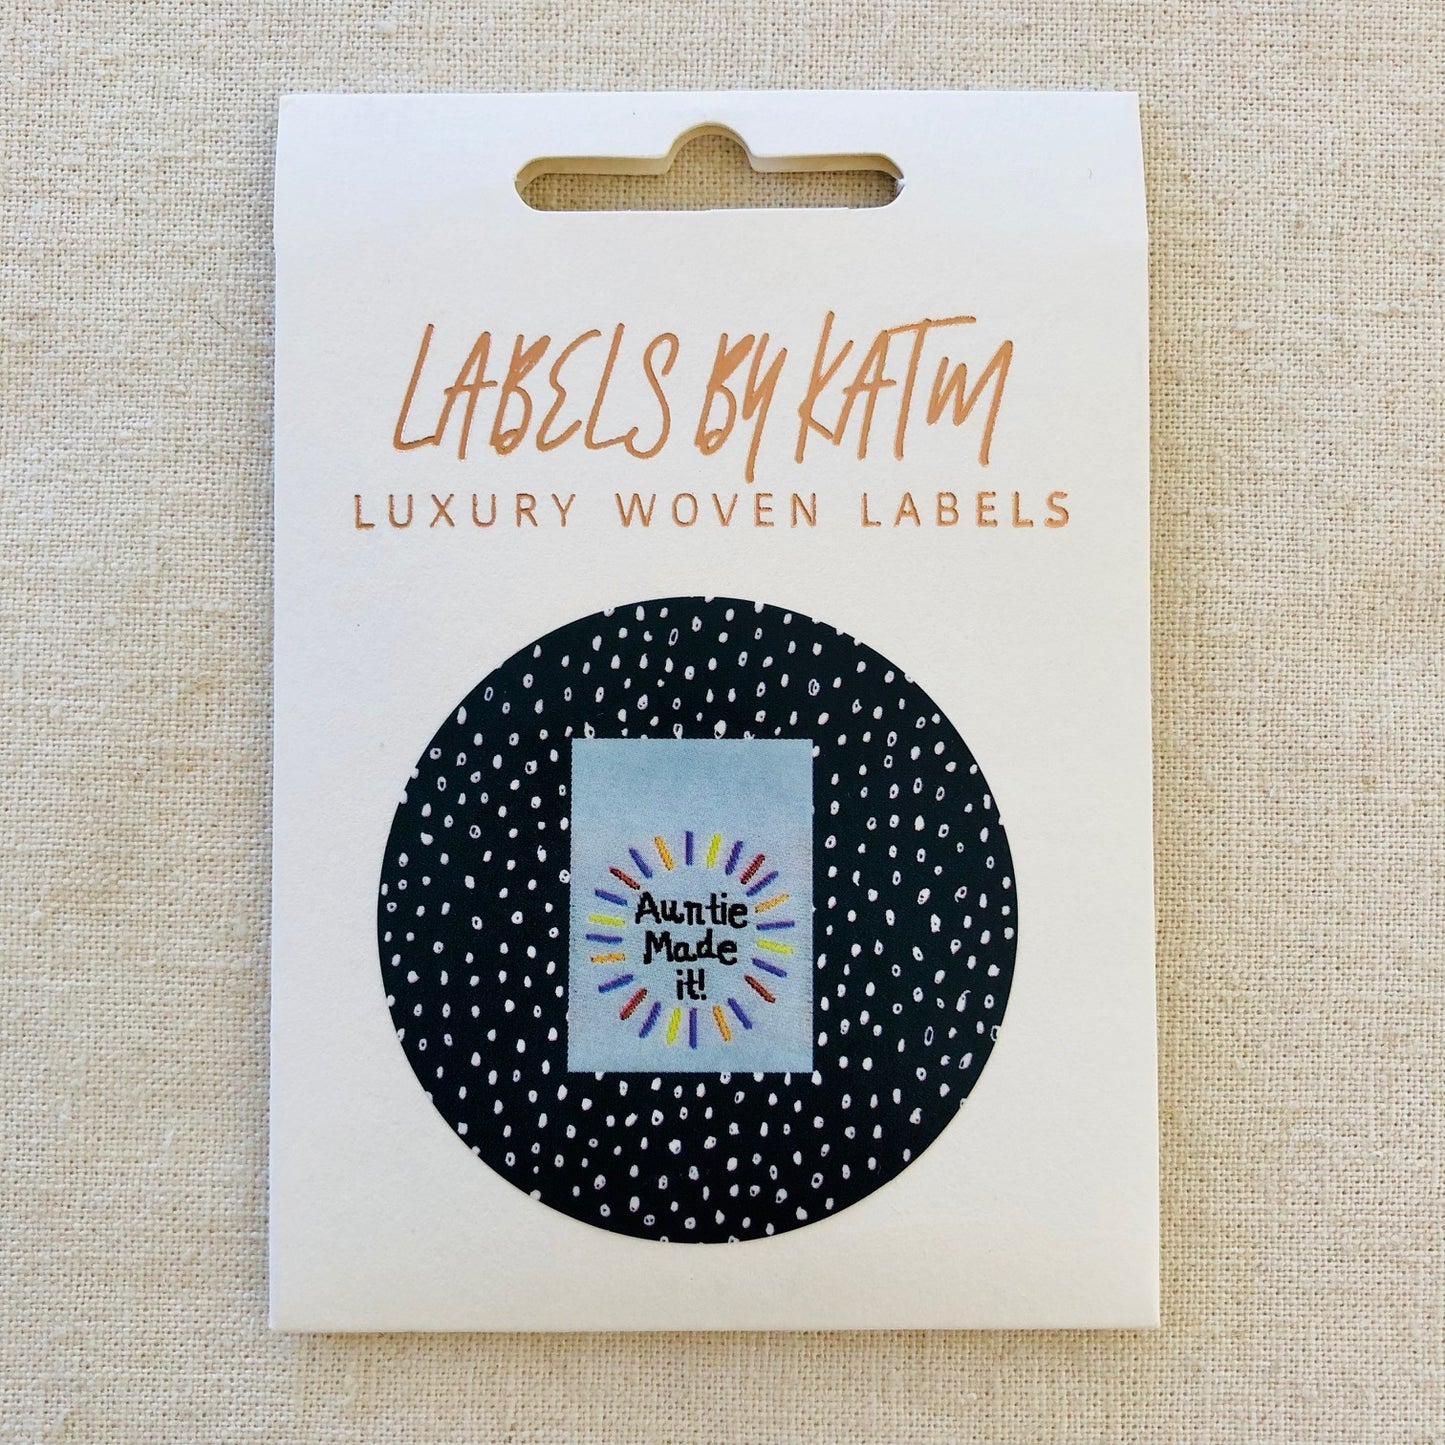 LABELS BY KATM
LUXURY WOVEN LABELS
Auntie
Made
it!